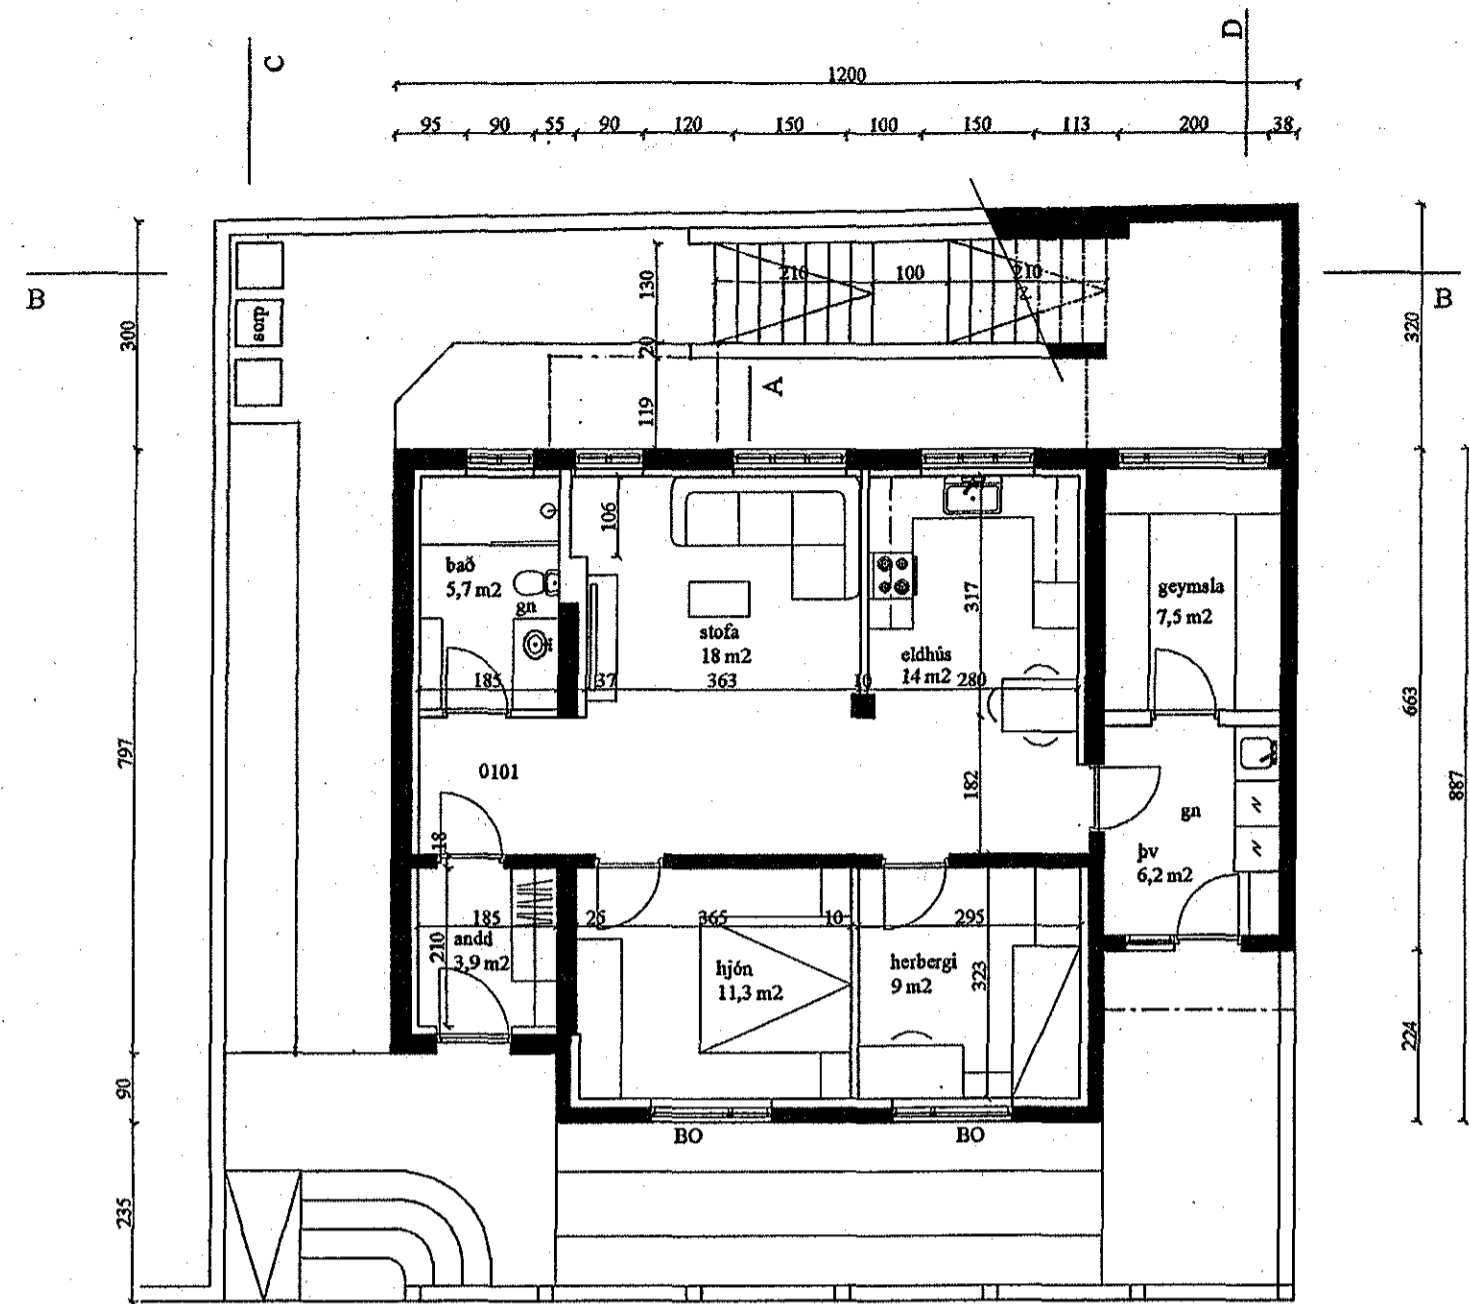 C
D
1200
95 90 55 90 120 150 100 150 113 200 38
B
B
sorp
300
320
130
20
119
210 100 210
A
106
bað
5,7 m2
gn
stofa
18 m2
eldhús
14 m2
317
geymsla
7,5 m2
185 37 363 10 280
663
797
887
0101
182
gn
18
þv
6,2 m2
185 25 365 10 295
210
andd
3,9 m2
hjón
11,3 m2
herbergi
9 m2
323
224
90
BO
BO
235